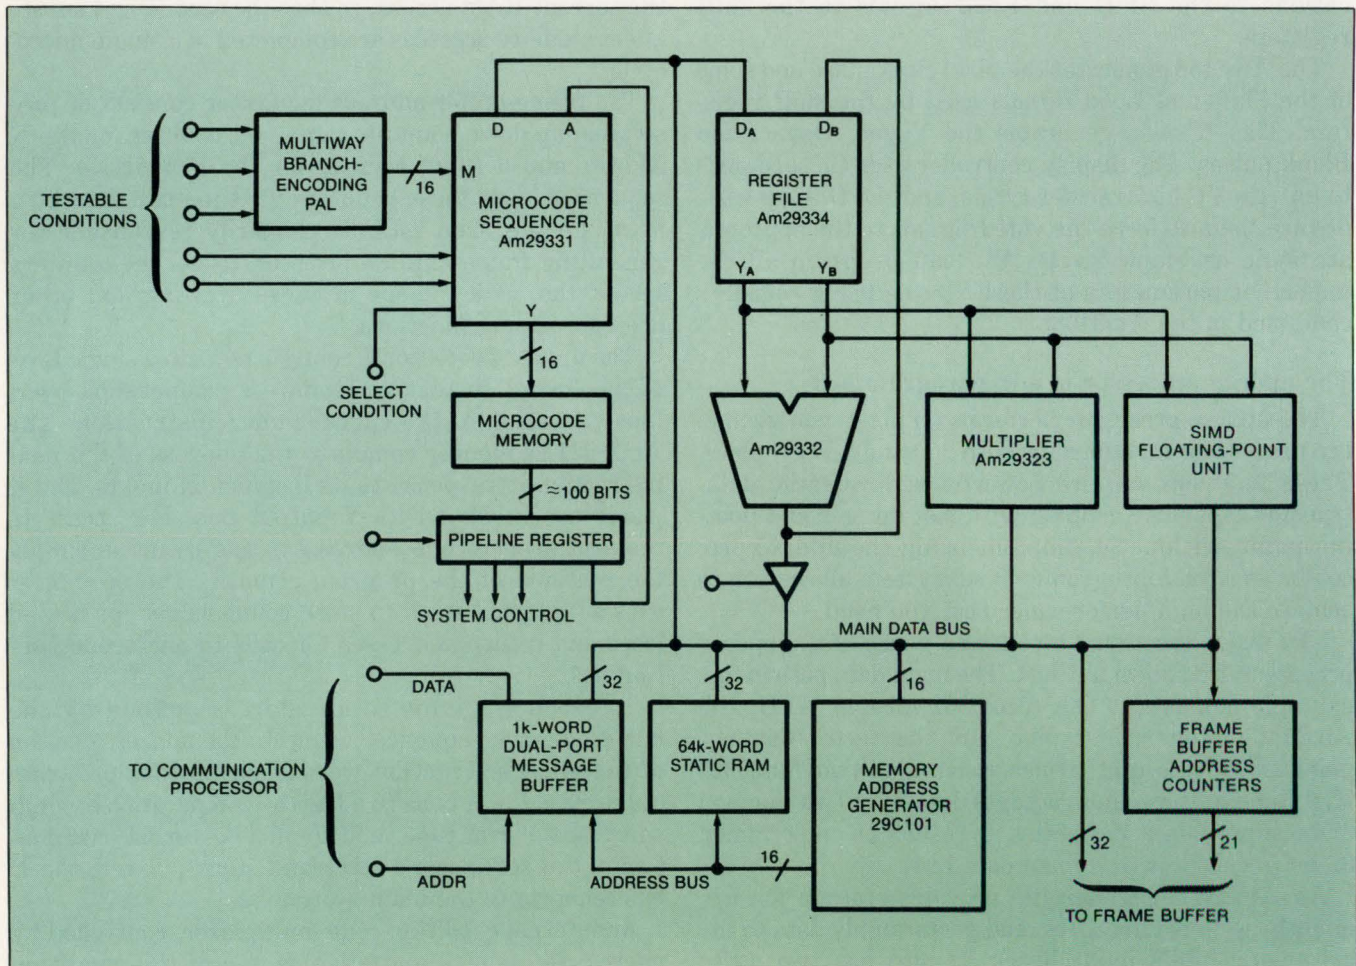 TESTABLE
CONDITIONS
MULTIWAY
BRANCH-
ENCODING
PAL
16
D
A
M
MICROCODE
SEQUENCER
Am29331
Y
16
SELECT
CONDITION
MICROCODE
MEMORY
≈100 BITS
PIPELINE REGISTER
SYSTEM CONTROL
DA
DB
REGISTER
FILE
Am29334
YA
YB
Am29332
MULTIPLIER
Am29323
SIMD
FLOATING-POINT
UNIT
MAIN DATA BUS
DATA
32
32
16
TO COMMUNICATION
PROCESSOR
1k-WORD
DUAL-PORT
MESSAGE
BUFFER
64k-WORD
STATIC RAM
MEMORY
ADDRESS
GENERATOR
29C101
FRAME
BUFFER
ADDRESS
COUNTERS
ADDR
ADDRESS BUS
16
32
21
TO FRAME BUFFER